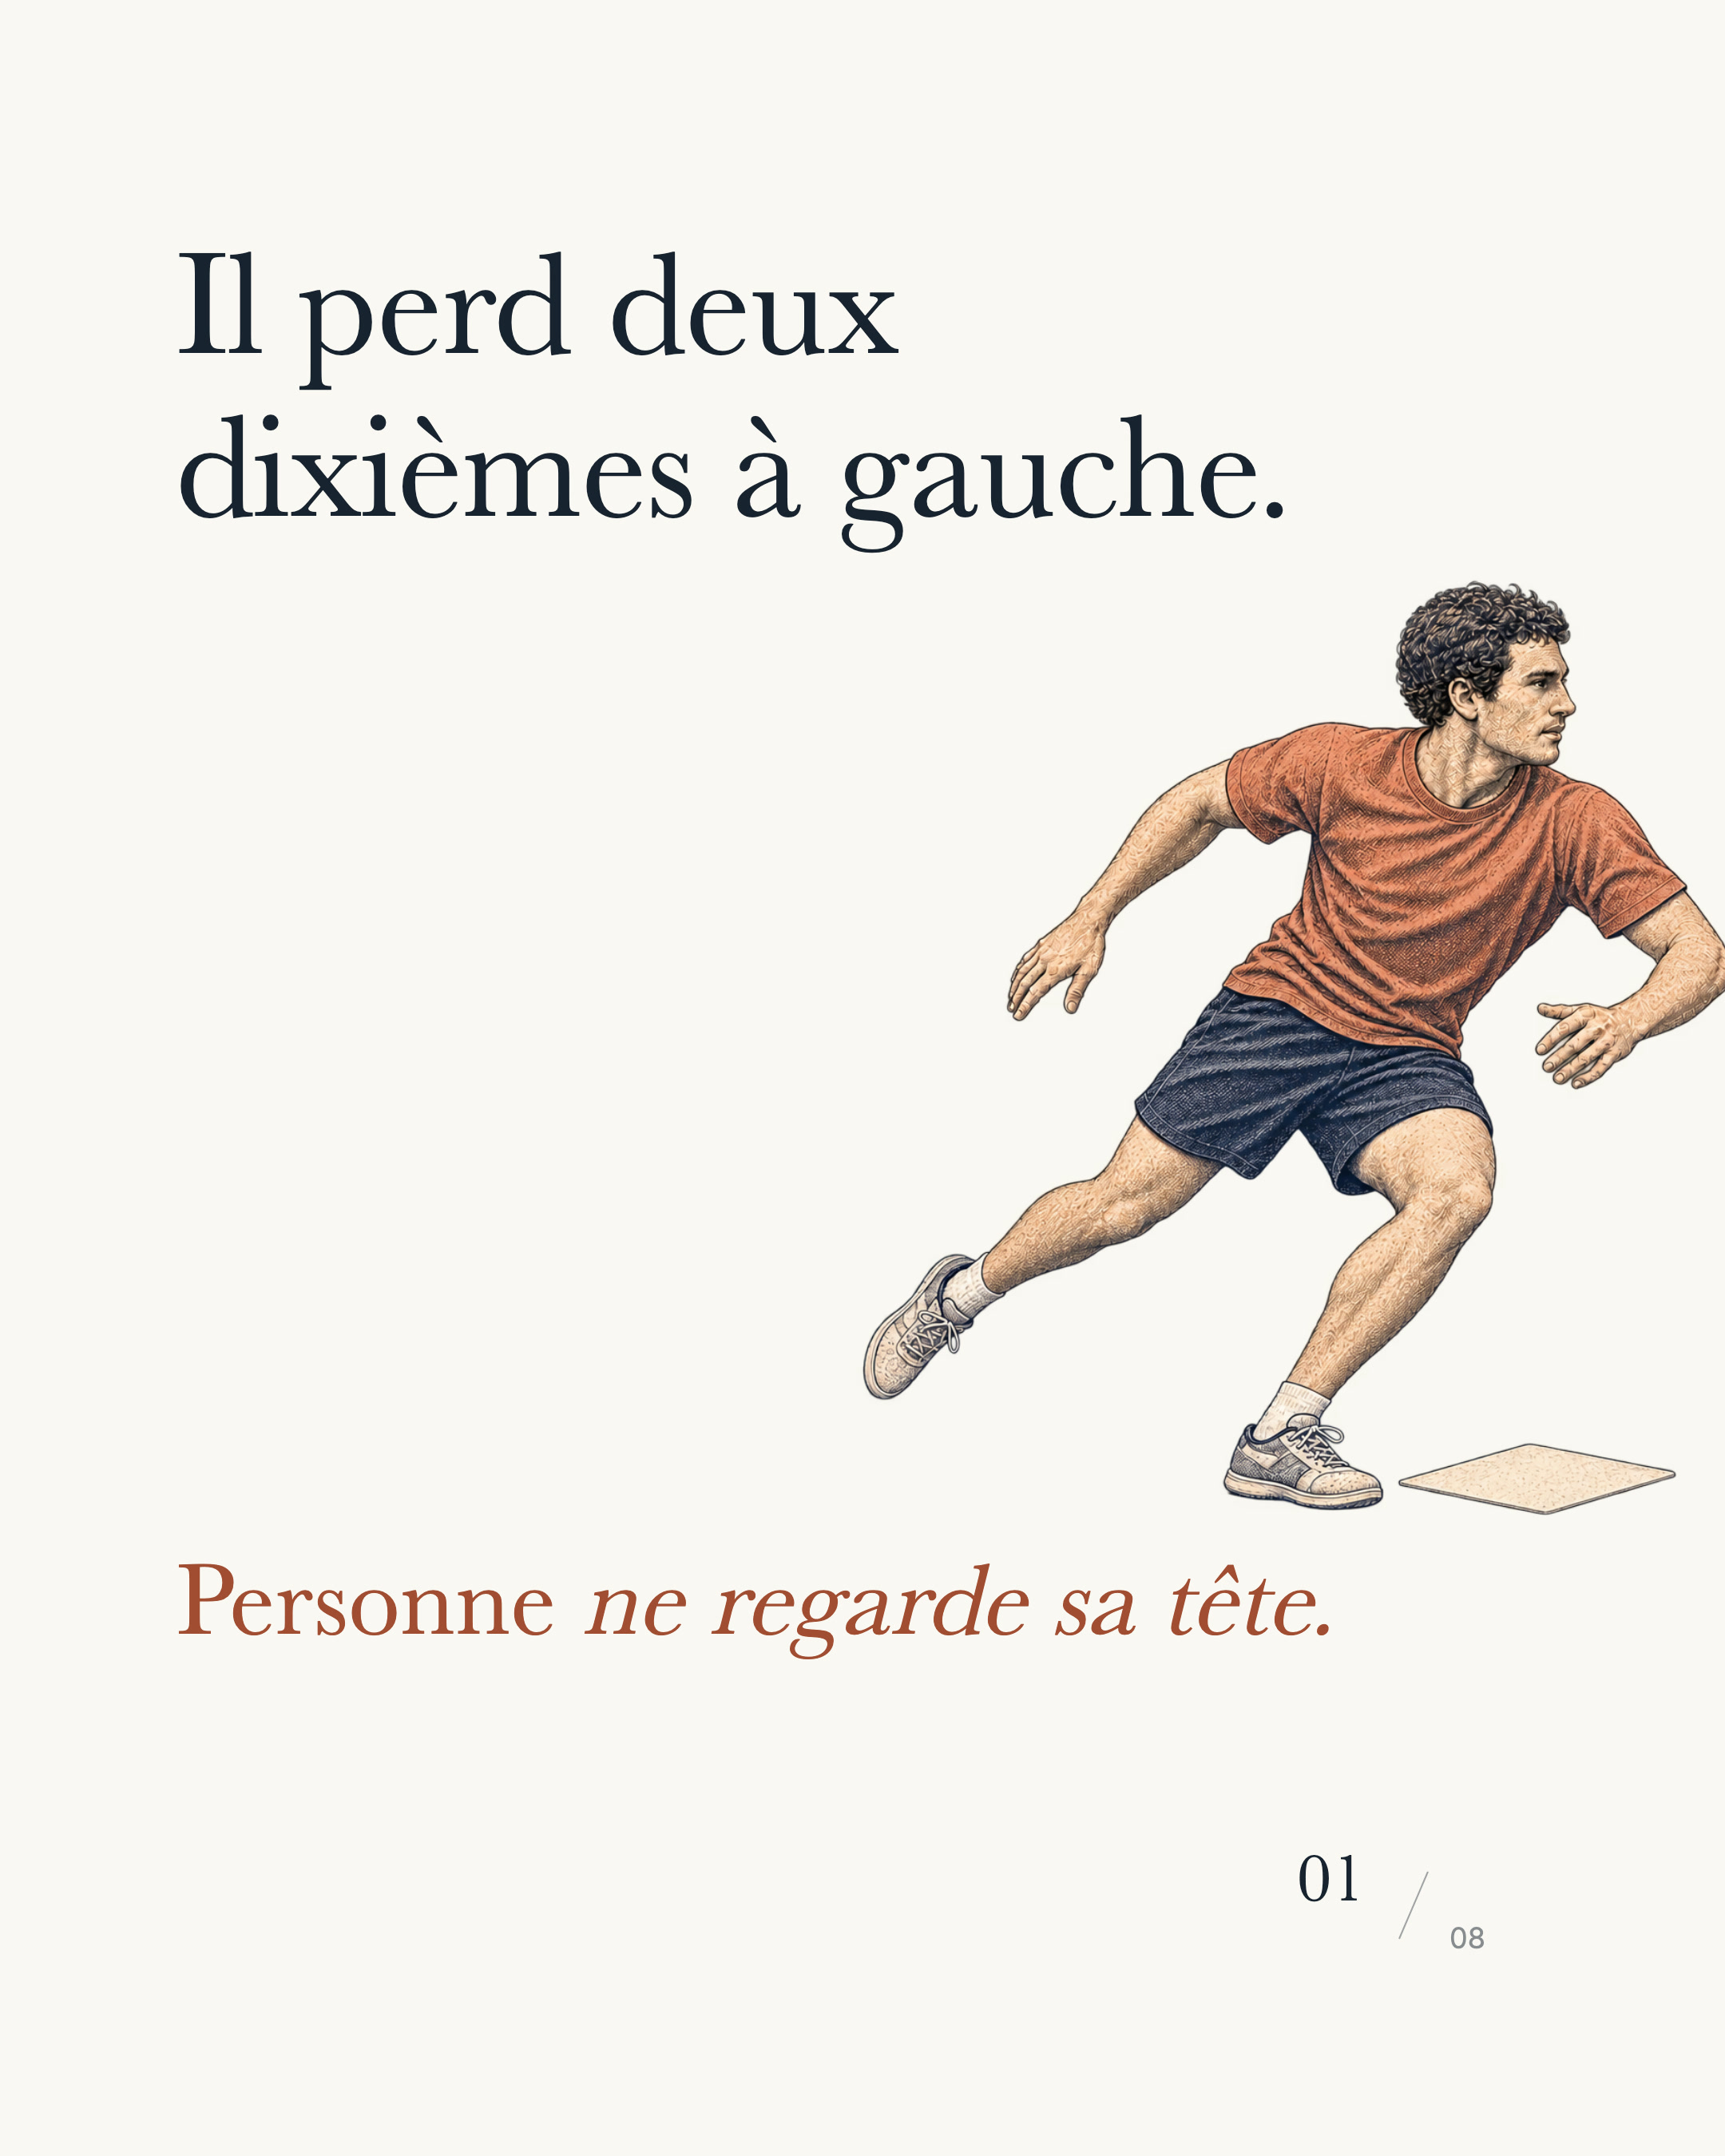 Il perd deux
dixièmes à gauche.
Personne ne regarde sa tête.
01 / 08